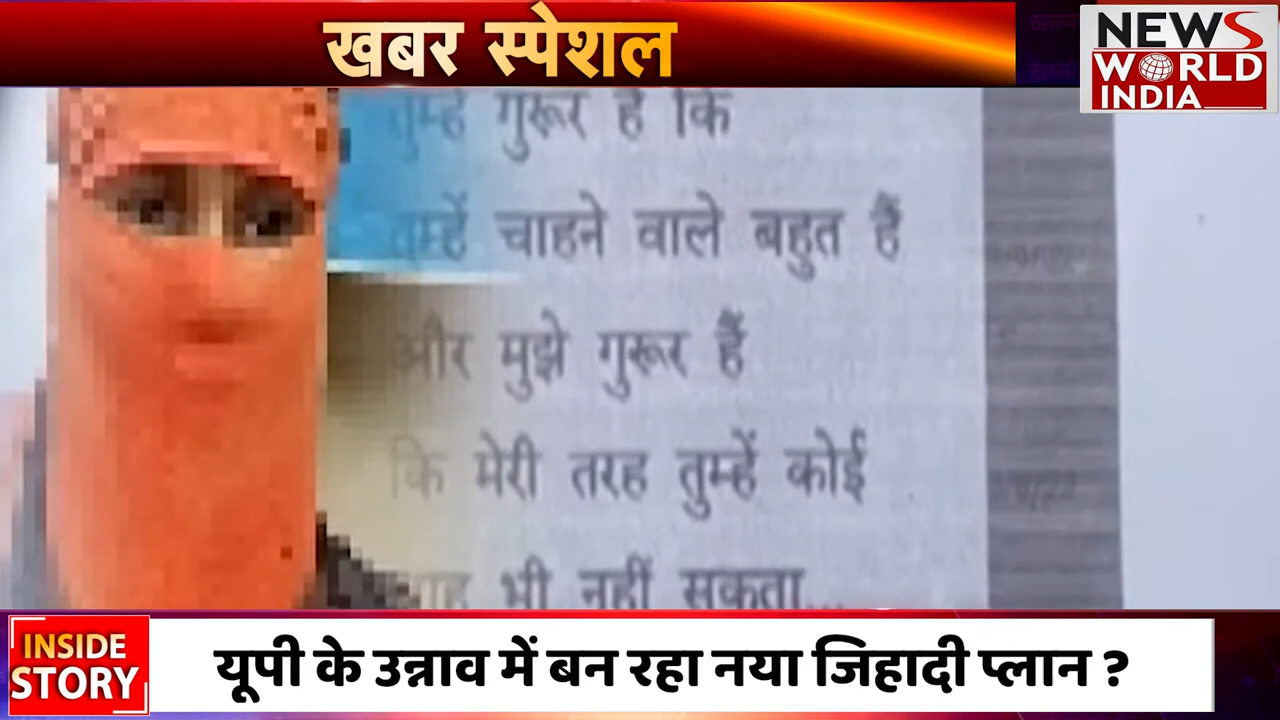 खबर स्पेशल
NEWS
WORLD
INDIA
तुम्हें गुरूर है कि
तुम्हें चाहने वाले बहुत हैं
और मुझे गुरूर हैं
कि मेरी तरह तुम्हें कोई
भी नहीं सकता...
INSIDE
STORY
यूपी के उन्नाव में बन रहा नया जिहादी प्लान ?